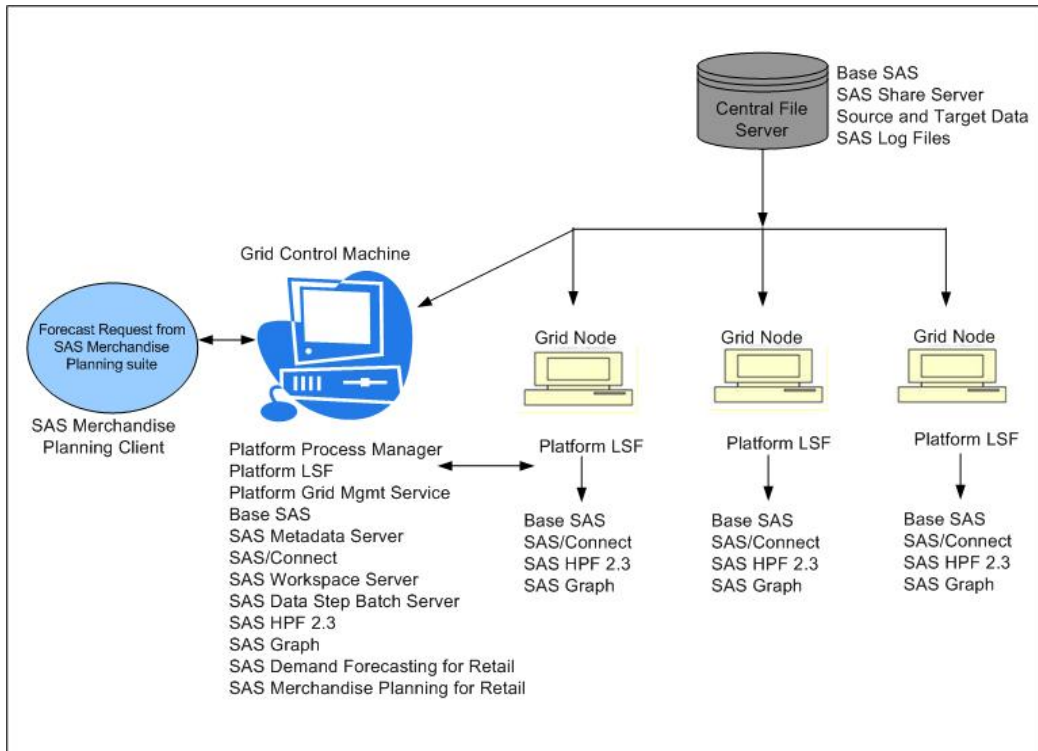 Central File
Server
Base SAS
SAS Share Server
Source and Target Data
SAS Log Files
Grid Control Machine
Forecast Request from
SAS Merchandise
Planning suite
SAS Merchandise
Planning Client
Grid Node
Grid Node
Grid Node
Platform Process Manager
Platform LSF
Platform Grid Mgmt Service
Base SAS
SAS Metadata Server
SAS/Connect
SAS Workspace Server
SAS Data Step Batch Server
SAS HPF 2.3
SAS Graph
SAS Demand Forecasting for Retail
SAS Merchandise Planning for Retail
Platform LSF
Base SAS
SAS/Connect
SAS HPF 2.3
SAS Graph
Platform LSF
Base SAS
SAS/Connect
SAS HPF 2.3
SAS Graph
Platform LSF
Base SAS
SAS/Connect
SAS HPF 2.3
SAS Graph